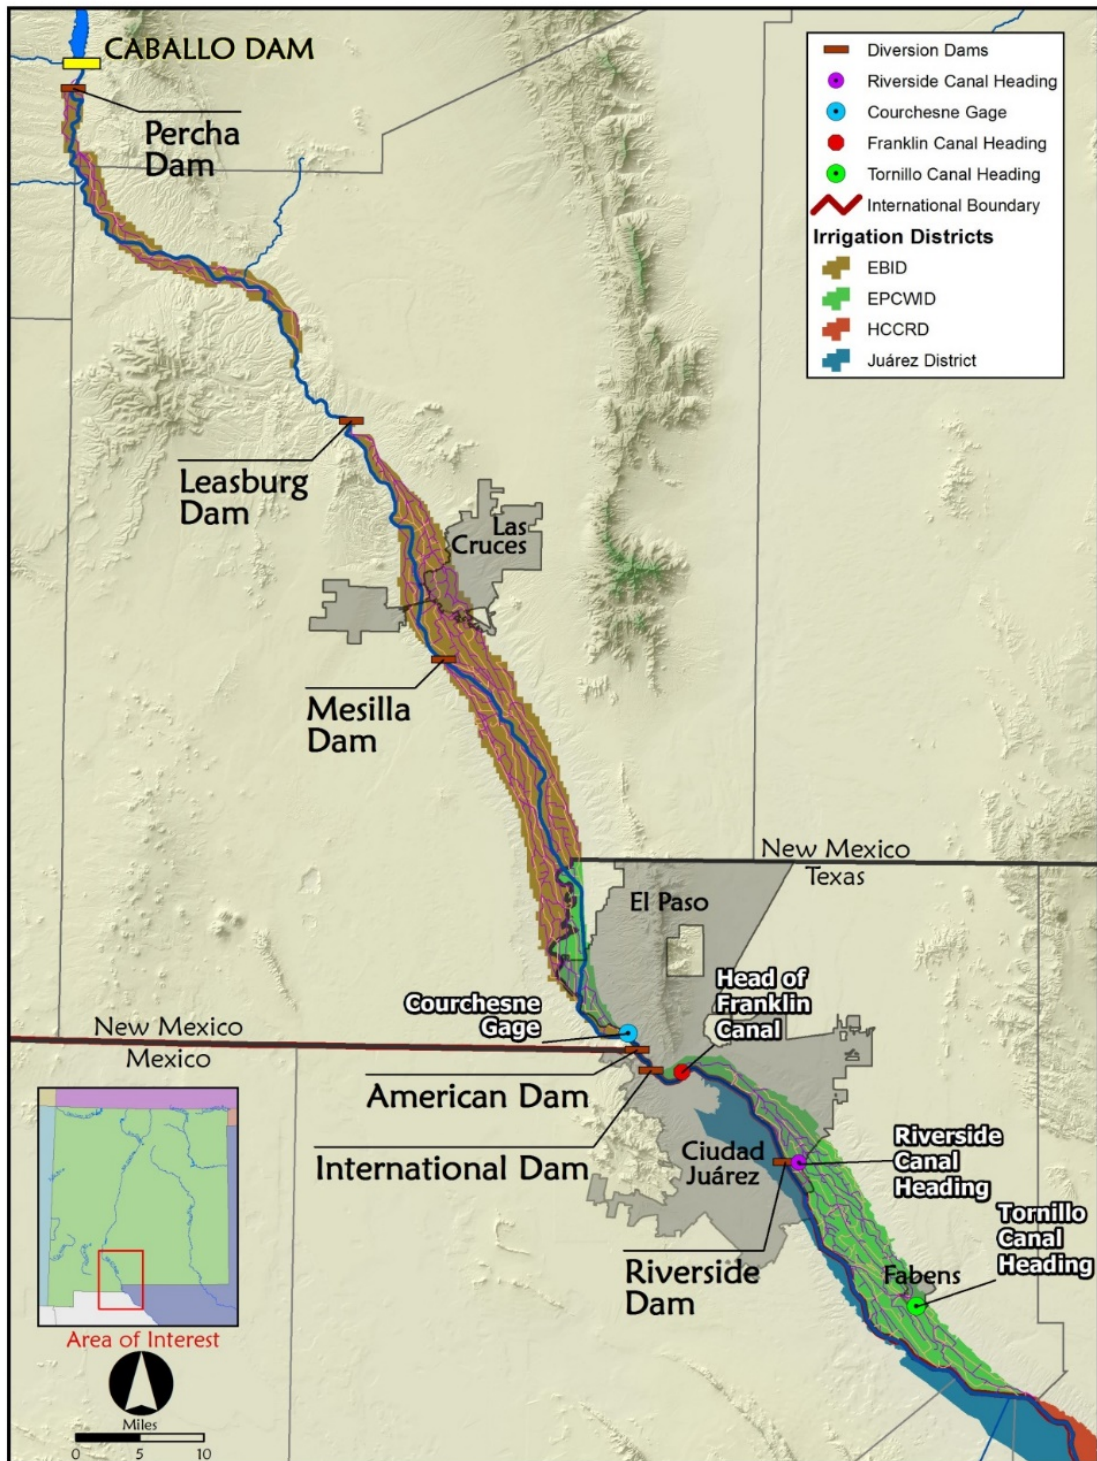 CABALLO DAM
Percha
Dam
Diversion Dams
Riverside Canal Heading
Courchesne Gage
Franklin Canal Heading
Tornillo Canal Heading
International Boundary
Irrigation Districts
EBID
EPCWID
HCCRD
Juárez District
Leasburg
Dam
Las
Cruces
Mesilla
Dam
New Mexico
Texas
El Paso
Head of
Franklin
Canal
Courchesne
Gage
New Mexico
Mexico
American Dam
International Dam
Ciudad
Juárez
Riverside
Canal
Heading
Tornillo
Canal
Heading
Riverside
Dam
Fabens
Area of Interest
Miles
0 5 10